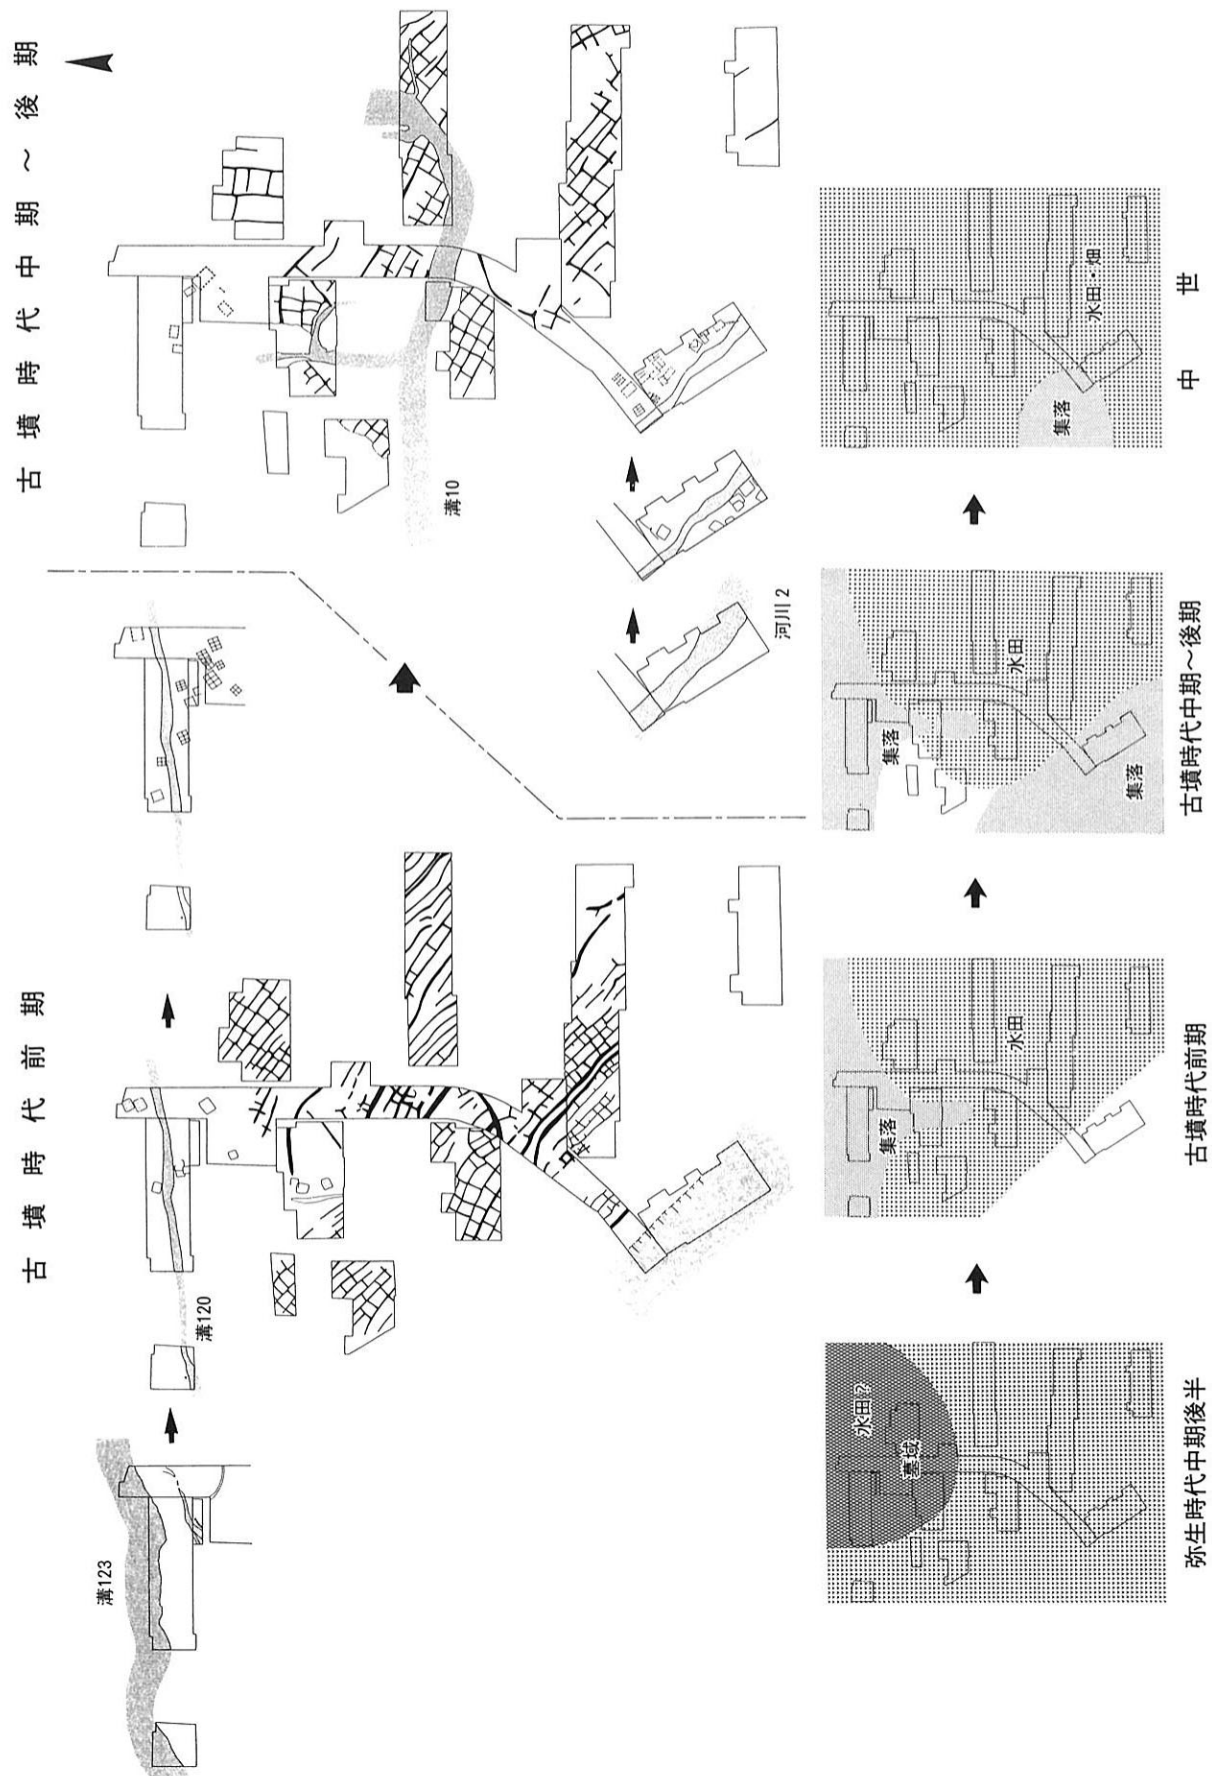 古墳時代前期
古墳時代中期～後期
溝123
溝120
溝10
河川2
水田?
墓域
弥生時代中期後半
集落
水田
古墳時代前期
集落
水田
集落
古墳時代中期～後期
水田・畑
集落
中世